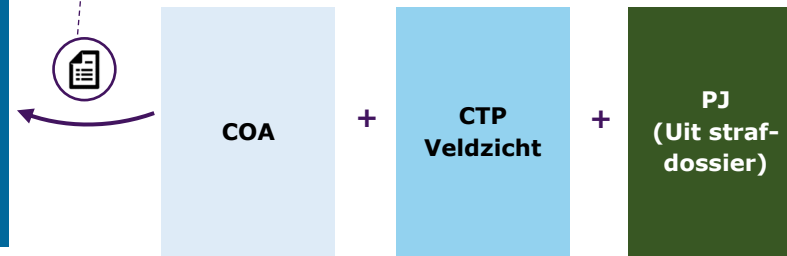 COA
+
CTP
Veldzicht
+
PJ
(Uit straf-
dossier)